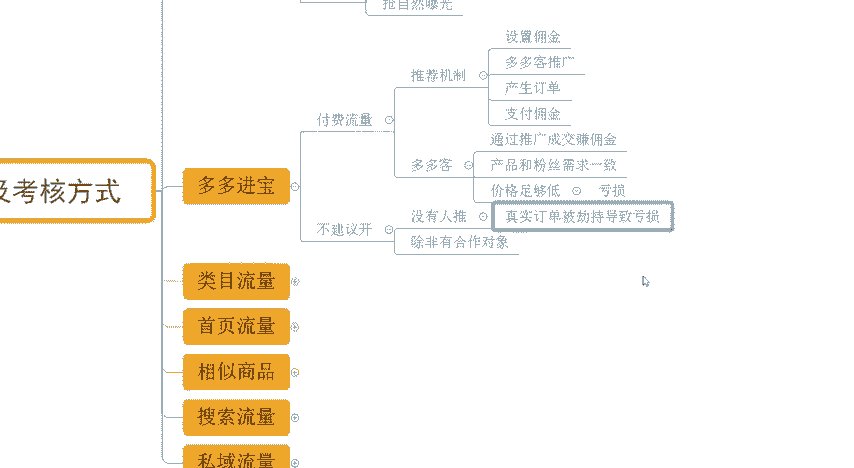 抢自然曝光
设置佣金
多多客推广
推荐机制
产生订单
支付佣金
付费流量
通过推广成交赚佣金
多多客
产品和粉丝需求一致
价格足够低
亏损
多多进宝
及考核方式
没有人推
真实订单被劫持导致亏损
不建议开
除非有合作对象
类目流量
首页流量
相似商品
搜索流量
私域流量